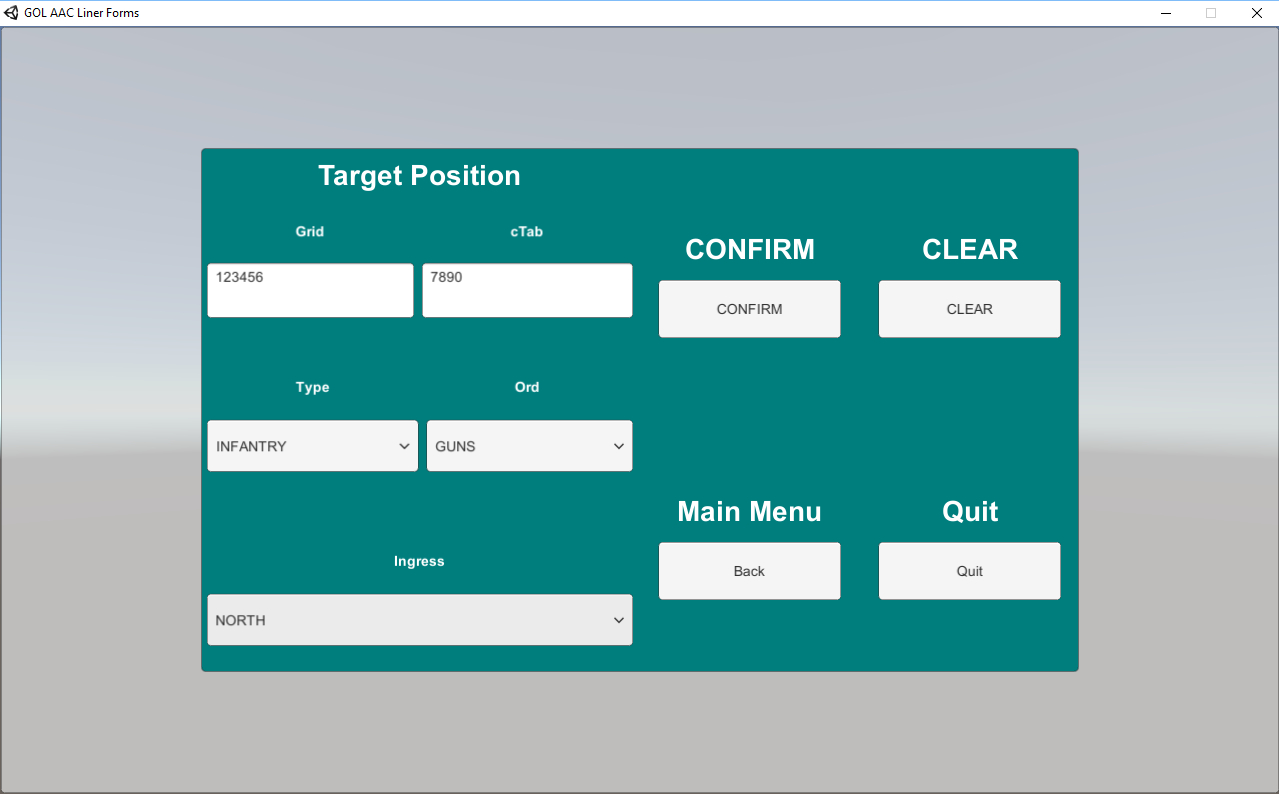 GOL AAC Liner Forms
Target Position
Grid
cTab
123456
7890
Type
Ord
INFANTRY
GUNS
Ingress
NORTH
CONFIRM
CLEAR
CONFIRM
CLEAR
Main Menu
Quit
Back
Quit